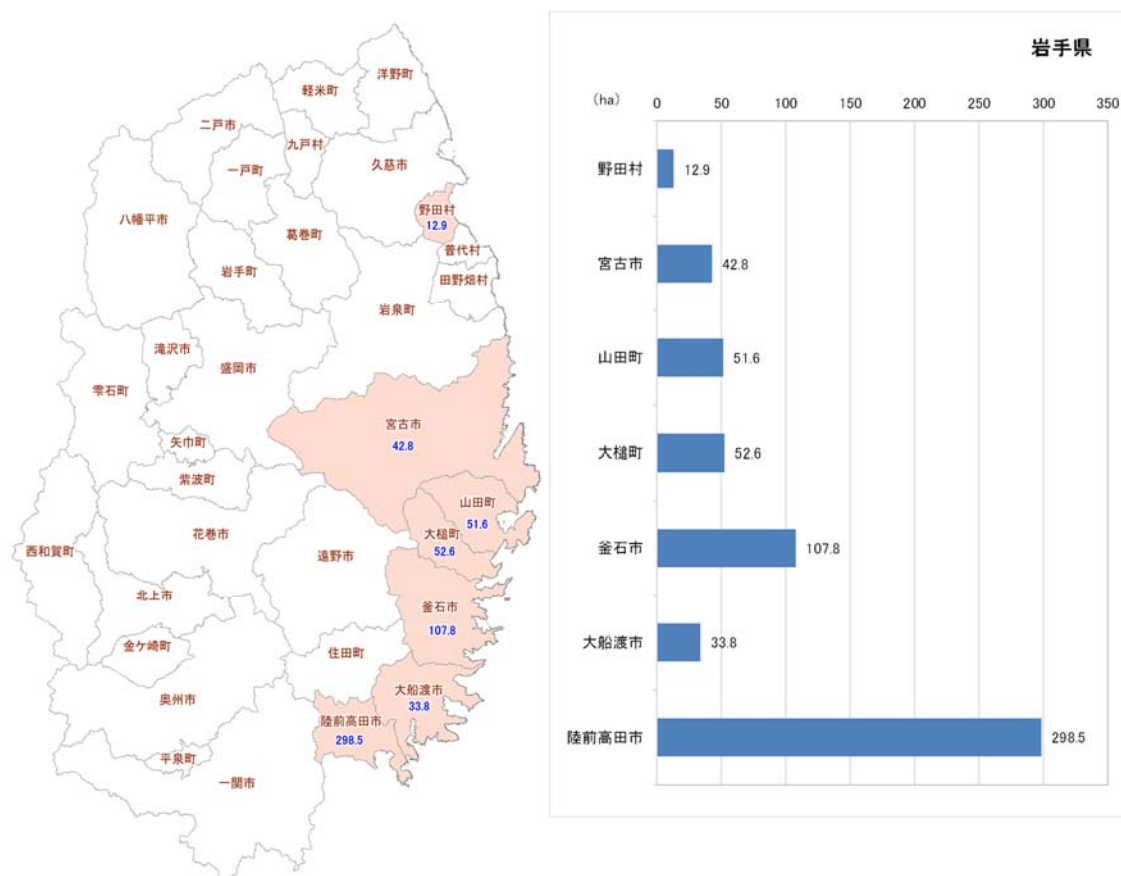 洋野町
軽米町
二戸市
九戸村
一戸町
久慈市
八幡平市
野田村
12.9
葛巻町
普代村
岩手町
田野畑村
岩泉町
滝沢市
盛岡市
雫石町
宮古市
42.8
矢巾町
紫波町
山田町
51.6
大槌町
52.6
花巻市
西和賀町
遠野市
北上市
釜石市
107.8
金ケ崎町
住田町
奥州市
大船渡市
33.8
陸前高田市
298.5
平泉町
一関市
岩手県
(ha)
0 50 100 150 200 250 300 350
野田村 12.9
宮古市 42.8
山田町 51.6
大槌町 52.6
釜石市 107.8
大船渡市 33.8
陸前高田市 298.5